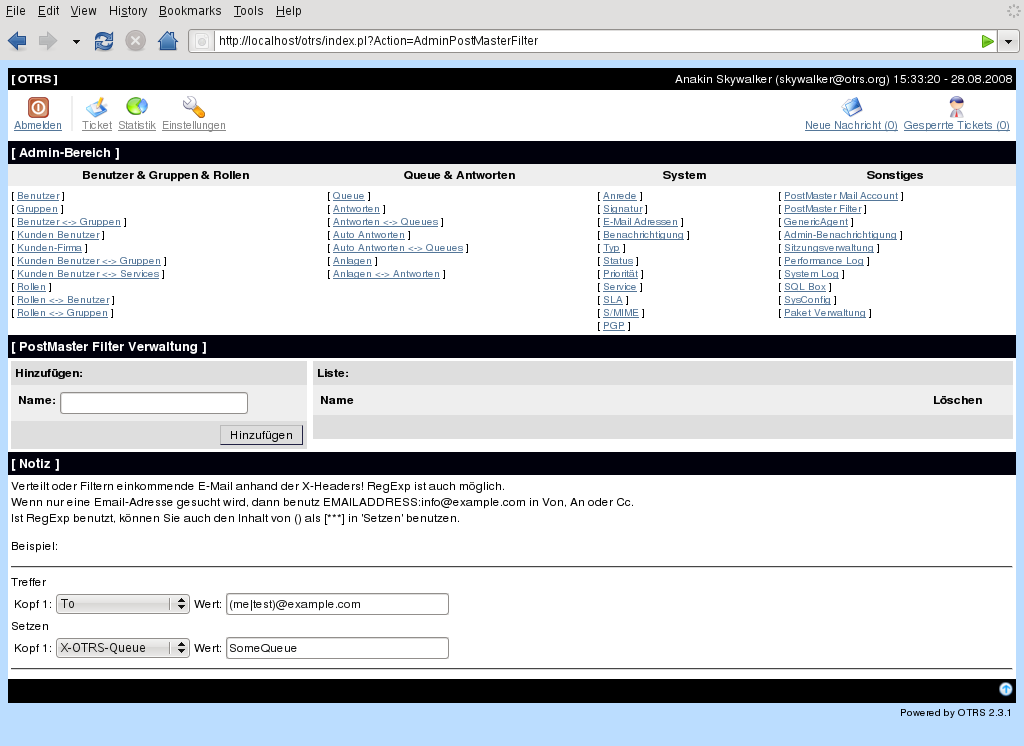 File Edit View History Bookmarks Tools Help
http://localhost/otrs/index.pl?Action=AdminPostMasterFilter
[ OTRS ] Anakin Skywalker (skywalker@otrs.org) 15:33:20 - 28.08.2008
Abmelden Ticket Statistik Einstellungen Neue Nachricht (0) Gesperrte Tickets (0)
[ Admin-Bereich ]
Benutzer & Gruppen & Rollen Queue & Antworten System Sonstiges
[ Benutzer ] [ Queue ] [ Anrede ] [ PostMaster Mail Account ]
[ Gruppen ] [ Antworten ] [ Signatur ] [ PostMaster Filter ]
[ Benutzer <-> Gruppen ] [ Antworten <-> Queues ] [ E-Mail Adressen ] [ GenericAgent ]
[ Kunden Benutzer ] [ Auto Antworten ] [ Benachrichtigung ] [ Admin-Benachrichtigung ]
[ Kunden-Firma ] [ Auto Antworten <-> Queues ] [ Typ ] [ Sitzungsverwaltung ]
[ Kunden Benutzer <-> Gruppen ] [ Anlagen ] [ Status ] [ Performance Log ]
[ Kunden Benutzer <-> Services ] [ Anlagen <-> Antworten ] [ Priorität ] [ System Log ]
[ Rollen ] [ Service ] [ SQL Box ]
[ Rollen <-> Benutzer ] [ SLA ] [ SysConfig ]
[ Rollen <-> Gruppen ] [ S/MIME ] [ Paket Verwaltung ]
[ PGP ]
[ PostMaster Filter Verwaltung ]
Hinzufügen: Liste:
Name: Name Löschen
Hinzufügen
[ Notiz ]
Verteilt oder Filtern einkommende E-Mail anhand der X-Headers! RegExp ist auch möglich.
Wenn nur eine Email-Adresse gesucht wird, dann benutz EMAILADDRESS:info@example.com in Von, An oder Cc.
Ist RegExp benutzt, können Sie auch den Inhalt von () als [***] in 'Setzen' benutzen.
Beispiel:
Treffer
Kopf 1: To Wert: (me|test)@example.com
Setzen
Kopf 1: X-OTRS-Queue Wert: SomeQueue
Powered by OTRS 2.3.1